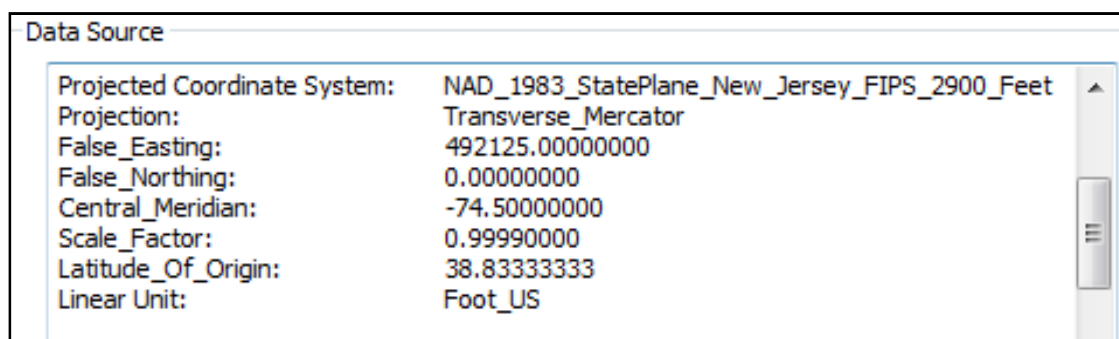 Data Source
Projected Coordinate System: NAD_1983_StatePlane_New_Jersey_FIPS_2900_Feet
Projection: Transverse_Mercator
False_Easting: 492125.00000000
False_Northing: 0.00000000
Central_Meridian: -74.50000000
Scale_Factor: 0.99990000
Latitude_Of_Origin: 38.83333333
Linear Unit: Foot_US